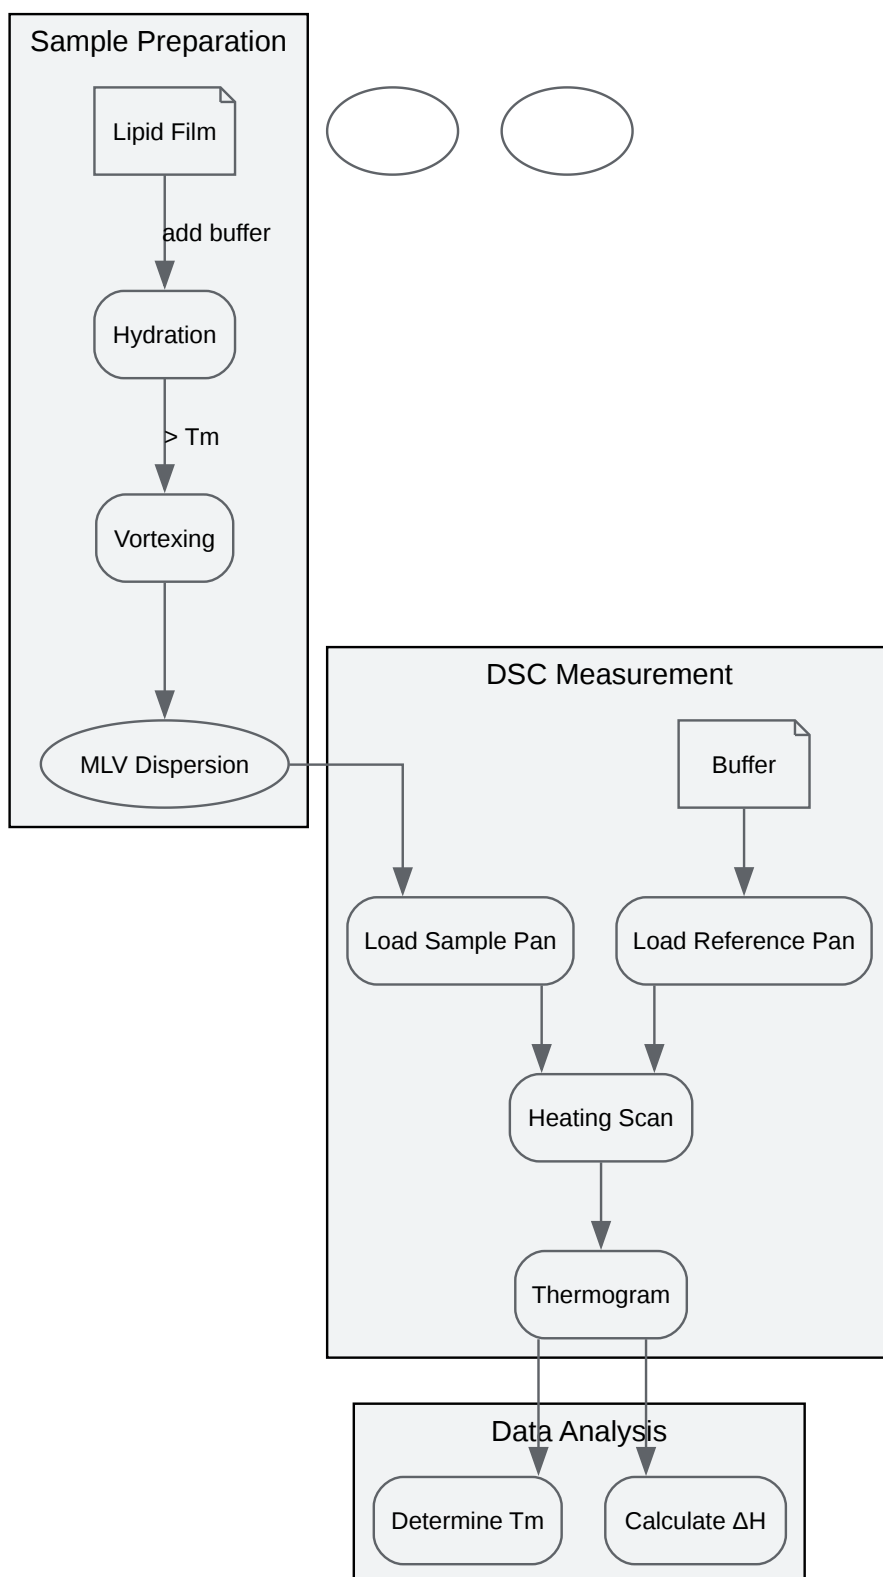 Sample Preparation
Lipid Film
add buffer
Hydration
> Tm
Vortexing
MLV Dispersion
DSC Measurement
Buffer
Load Sample Pan
Load Reference Pan
Heating Scan
Thermogram
Data Analysis
Determine Tm
Calculate ΔH